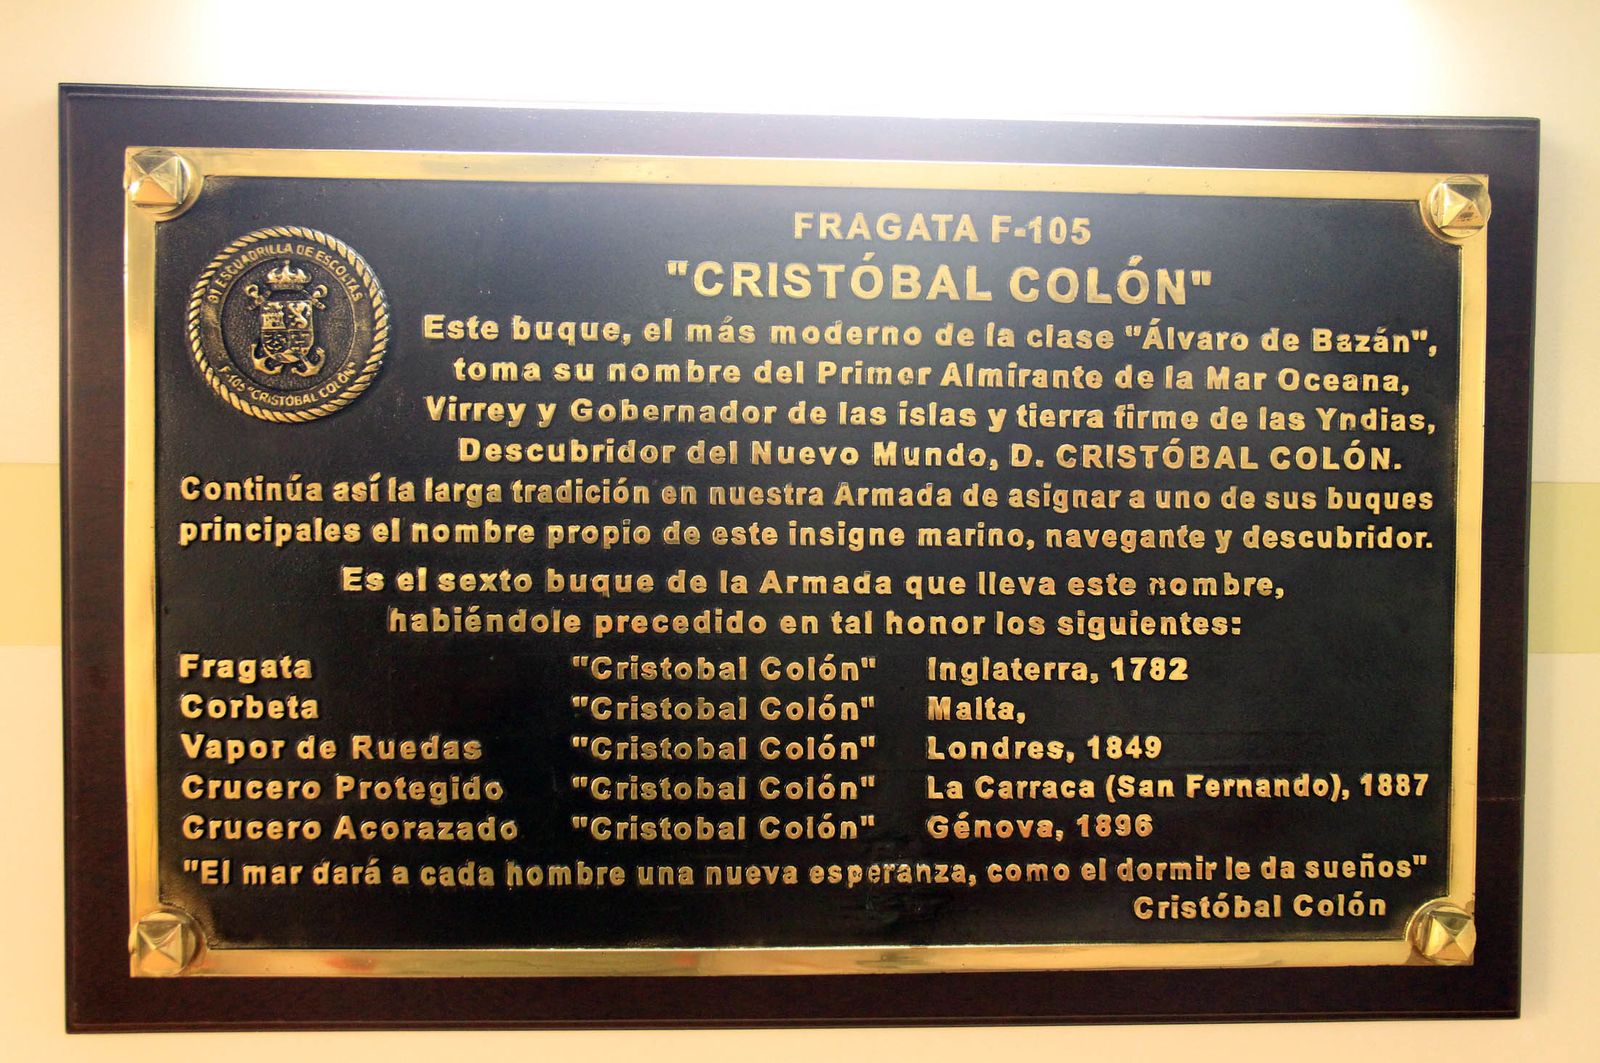 FRAGATA F-105
"CRISTÓBAL COLÓN"
31 ESCUADRILLA DE ESCOLTAS
F-105 "CRISTÓBAL COLÓN"
Este buque, el más moderno de la clase "Álvaro de Bazán",
toma su nombre del Primer Almirante de la Mar Oceana,
Virrey y Gobernador de las islas y tierra firme de las Yndias,
Descubridor del Nuevo Mundo, D. CRISTÓBAL COLÓN.
Continúa así la larga tradición en nuestra Armada de asignar a uno de sus buques
principales el nombre propio de este insigne marino, navegante y descubridor.
Es el sexto buque de la Armada que lleva este nombre,
habiéndole precedido en tal honor los siguientes:
Fragata "Cristobal Colón" Inglaterra, 1782
Corbeta "Cristobal Colón" Malta,
Vapor de Ruedas "Cristobal Colón" Londres, 1849
Crucero Protegido "Cristobal Colón" La Carraca (San Fernando), 1887
Crucero Acorazado "Cristobal Colón" Génova, 1896
"El mar dará a cada hombre una nueva esperanza, como el dormir le da sueños"
Cristóbal Colón